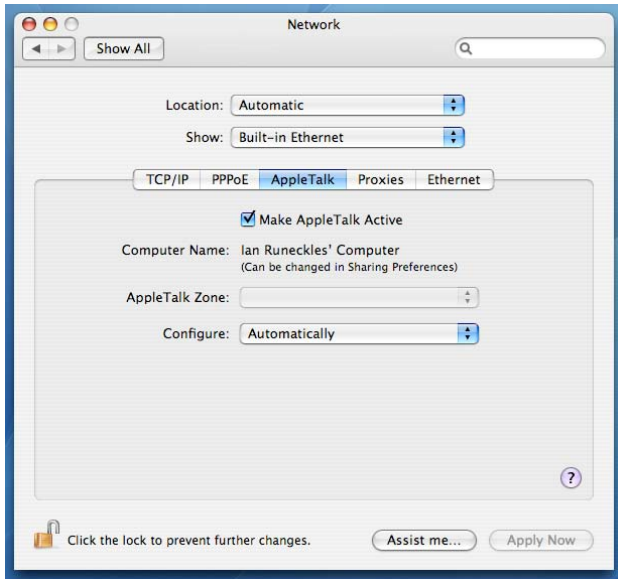 Network
Show All
Location: Automatic
Show: Built-in Ethernet
TCP/IP PPPoE AppleTalk Proxies Ethernet
Make AppleTalk Active
Computer Name: Ian Runeckles' Computer
(Can be changed in Sharing Preferences)
AppleTalk Zone:
Configure: Automatically
?
Click the lock to prevent further changes. Assist me... Apply Now